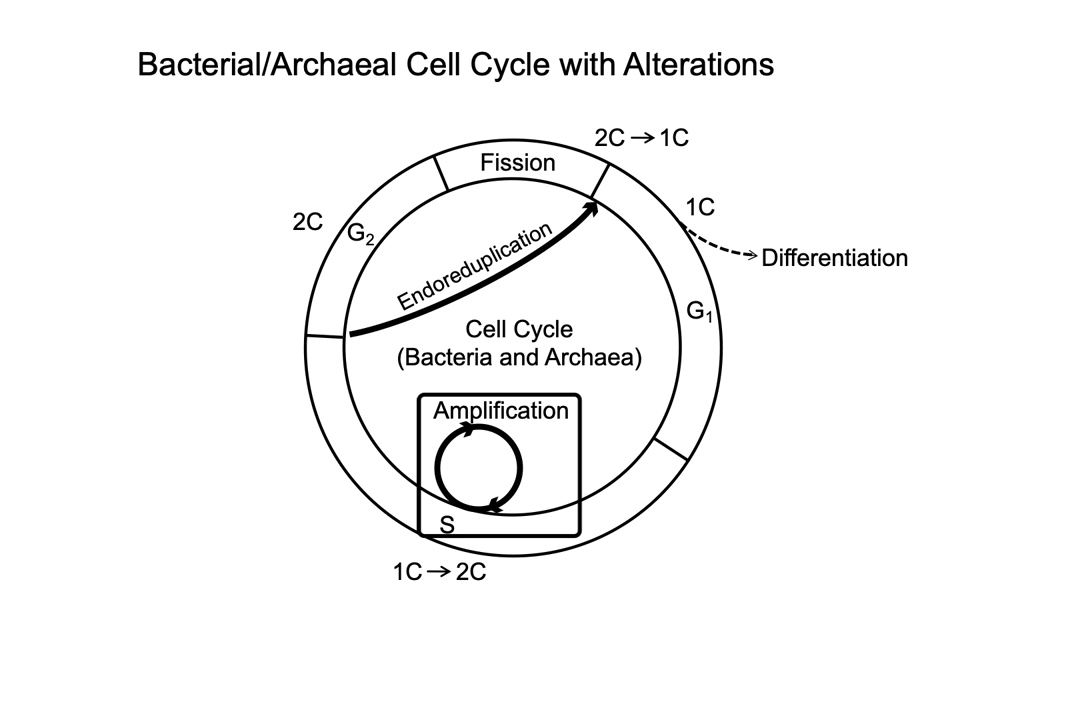 Bacterial/Archaeal Cell Cycle with Alterations
2C → 1C
Fission
1C
2C
G₂
Differentiation
Endoreduplication
G₁
Cell Cycle
(Bacteria and Archaea)
Amplification
S
1C → 2C